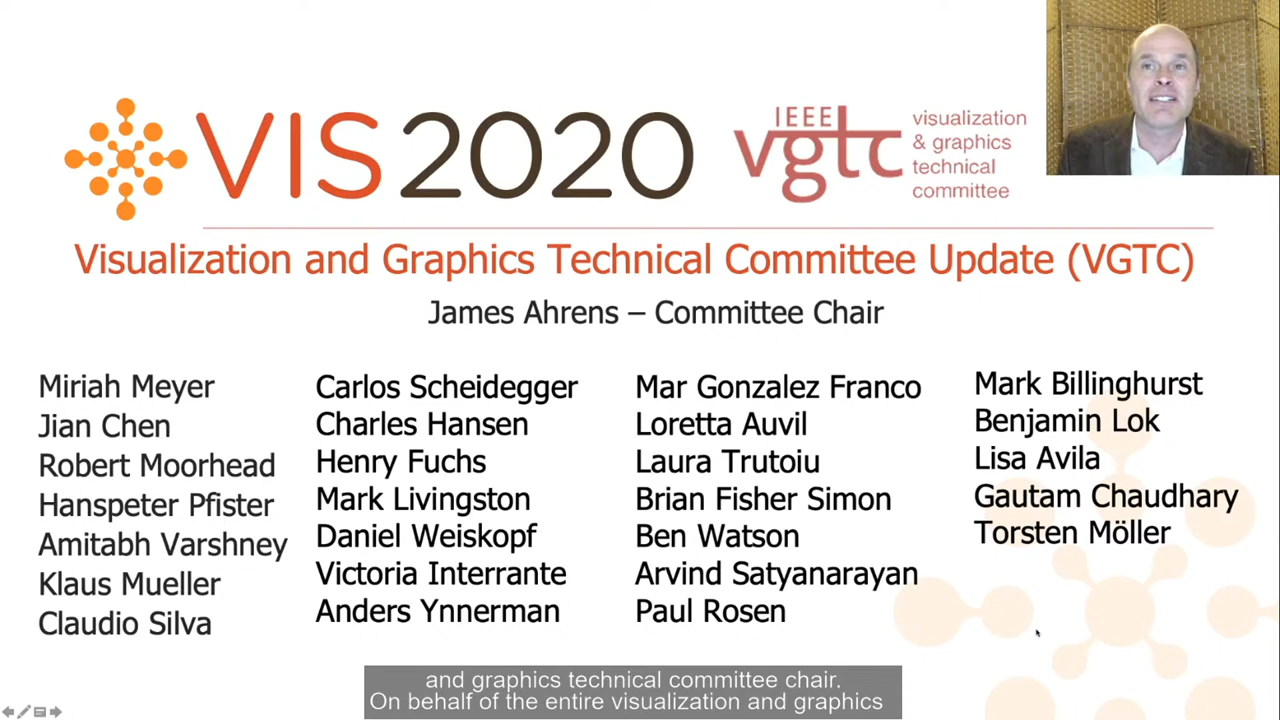 VIS2020
IEEE
vgtc
visualization
& graphics
technical
committee
Visualization and Graphics Technical Committee Update (VGTC)
James Ahrens – Committee Chair
Miriah Meyer
Jian Chen
Robert Moorhead
Hanspeter Pfister
Amitabh Varshney
Klaus Mueller
Claudio Silva
Carlos Scheidegger
Charles Hansen
Henry Fuchs
Mark Livingston
Daniel Weiskopf
Victoria Interrante
Anders Ynnerman
Mar Gonzalez Franco
Loretta Auvil
Laura Trutoiu
Brian Fisher Simon
Ben Watson
Arvind Satyanarayan
Paul Rosen
Mark Billinghurst
Benjamin Lok
Lisa Avila
Gautam Chaudhary
Torsten Möller
and graphics technical committee chair.
On behalf of the entire visualization and graphics